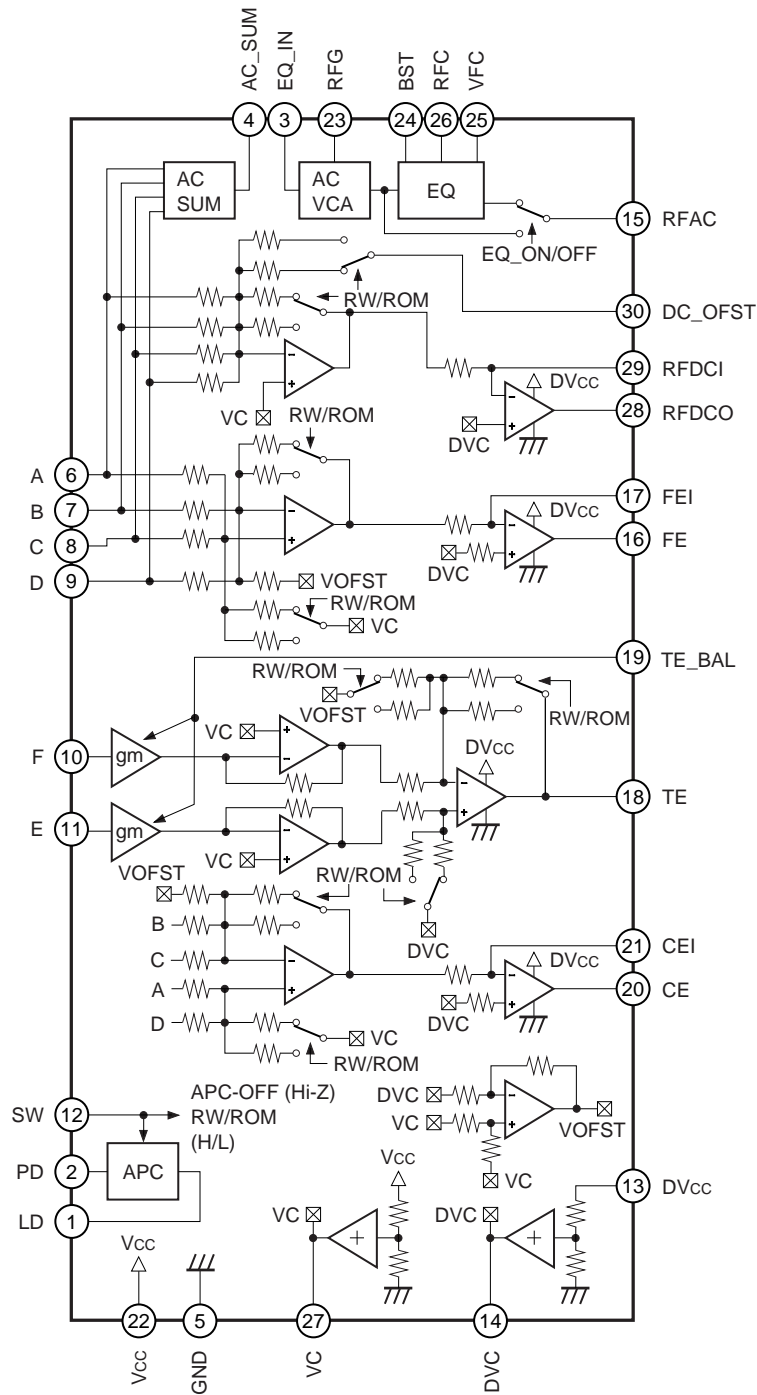 AC_SUM
EQ_IN
RFG
BST
RFC
VFC
4
3
23
24
26
25
AC
SUM
AC
VCA
EQ
15
RFAC
EQ_ON/OFF
RW/ROM
30
DC_OFST
29
RFDCI
DVCC
VC
RW/ROM
DVC
28
RFDCO
A
6
B
7
C
8
D
9
17
FEI
DVCC
16
FE
DVC
VOFST
RW/ROM
VC
19
TE_BAL
RW/ROM
VOFST
RW/ROM
VC
DVCC
F
10
gm
18
TE
E
11
gm
VC
VOFST
RW/ROM
B
DVC
21
CEI
C
DVCC
A
20
CE
D
VC
DVC
RW/ROM
APC-OFF (Hi-Z)
SW
12
RW/ROM
(H/L)
DVC
VC
VOFST
VC
PD
2
APC
LD
1
VCC
VC
DVC
13
DVCC
VCC
22
5
27
14
VCC
GND
VC
DVC